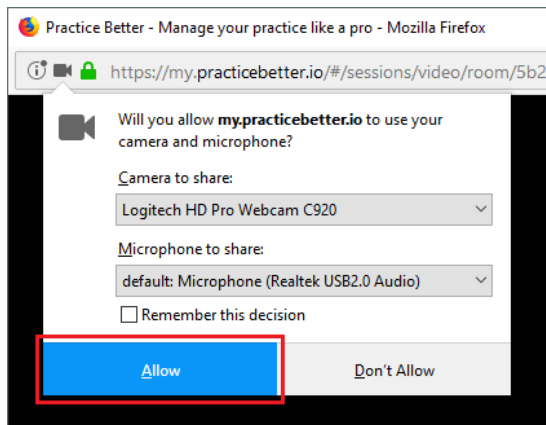 Practice Better - Manage your practice like a pro - Mozilla Firefox
https://my.practicebetter.io/#/sessions/video/room/5b2
Will you allow my.practicebetter.io to use your
camera and microphone?
Camera to share:
Logitech HD Pro Webcam C920
Microphone to share:
default: Microphone (Realtek USB2.0 Audio)
Remember this decision
Allow
Don't Allow